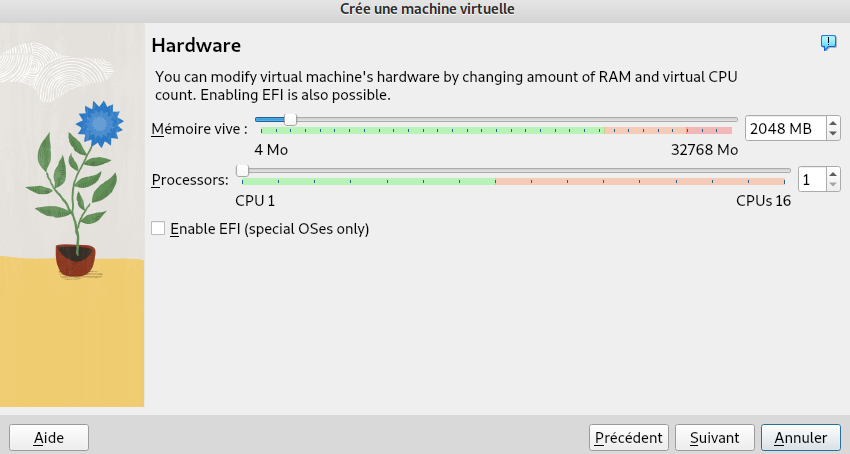 Crée une machine virtuelle
Hardware
You can modify virtual machine's hardware by changing amount of RAM and virtual CPU
count. Enabling EFI is also possible.
Mémoire vive :
2048 MB
4 Mo
32768 Mo
Processors:
1
CPU 1
CPUs 16
Enable EFI (special OSes only)
Aide
Précédent
Suivant
Annuler